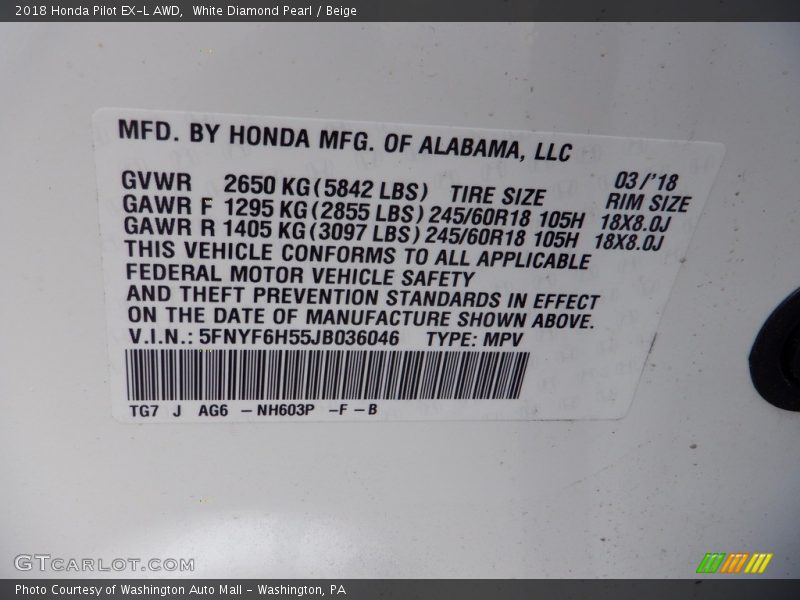 2018 Honda Pilot EX-L AWD,  White Diamond Pearl / Beige
MFD. BY HONDA MFG. OF ALABAMA, LLC
03/'18
GVWR 2650 KG(5842 LBS) TIRE SIZE RIM SIZE
GAWR F 1295 KG(2855 LBS) 245/60R18 105H 18X8.0J
GAWR R 1405 KG(3097 LBS) 245/60R18 105H 18X8.0J
THIS VEHICLE CONFORMS TO ALL APPLICABLE
FEDERAL MOTOR VEHICLE SAFETY
AND THEFT PREVENTION STANDARDS IN EFFECT
ON THE DATE OF MANUFACTURE SHOWN ABOVE.
V.I.N.: 5FNYF6H55JB036046 TYPE: MPV
TG7 J AG6 -NH603P -F-B
GTCARLOT.COM
Photo Courtesy of Washington Auto Mall - Washington, PA